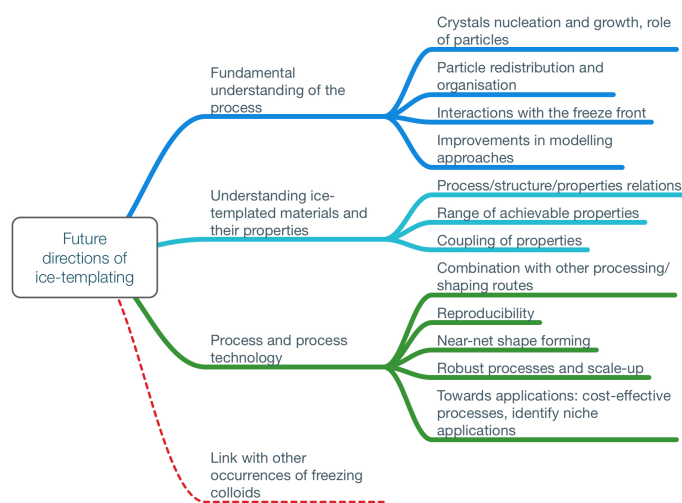 Future
directions of
ice-templating
Fundamental
understanding of the
process
Crystals nucleation and growth, role
of particles
Particle redistribution and
organisation
Interactions with the freeze front
Improvements in modelling
approaches
Understanding ice-
templated materials and
their properties
Process/structure/properties relations
Range of achievable properties
Coupling of properties
Process and process
technology
Combination with other processing/
shaping routes
Reproducibility
Near-net shape forming
Robust processes and scale-up
Towards applications: cost-effective
processes, identify niche
applications
Link with other
occurrences of freezing
colloids